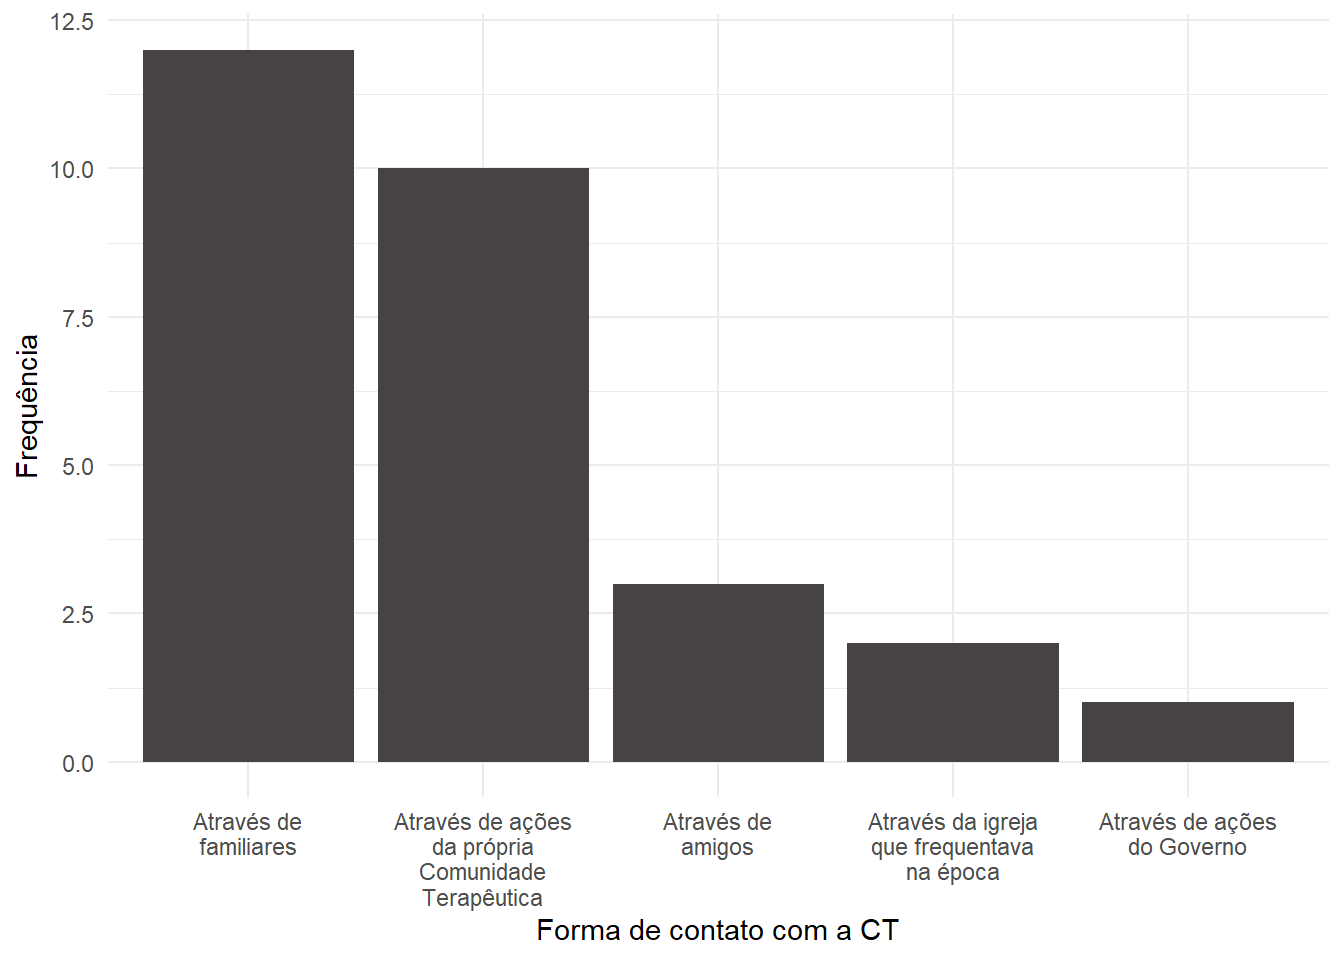 12.5
10.0
7.5
5.0
2.5
0.0
Frequência
Através de
familiares
Através de ações
da própria
Comunidade
Terapêutica
Através de
amigos
Através da igreja
que frequentava
na época
Através de ações
do Governo
Forma de contato com a CT